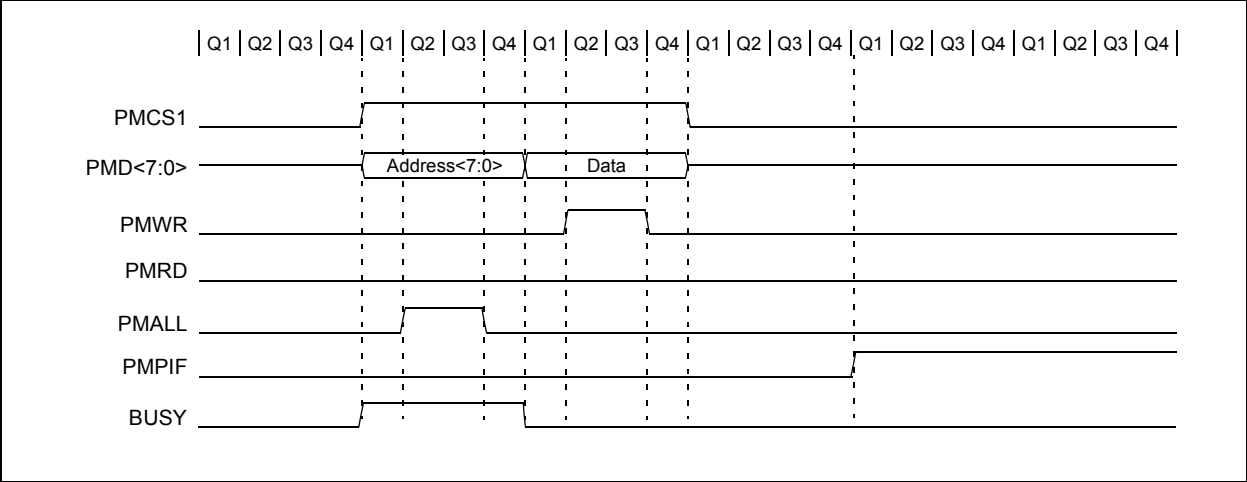 Q1 Q2 Q3 Q4 Q1 Q2 Q3 Q4 Q1 Q2 Q3 Q4 Q1 Q2 Q3 Q4 Q1 Q2 Q3 Q4 Q1 Q2 Q3 Q4
PMCS1
PMD<7:0> Address<7:0> Data
PMWR
PMRD
PMALL
PMPIF
BUSY